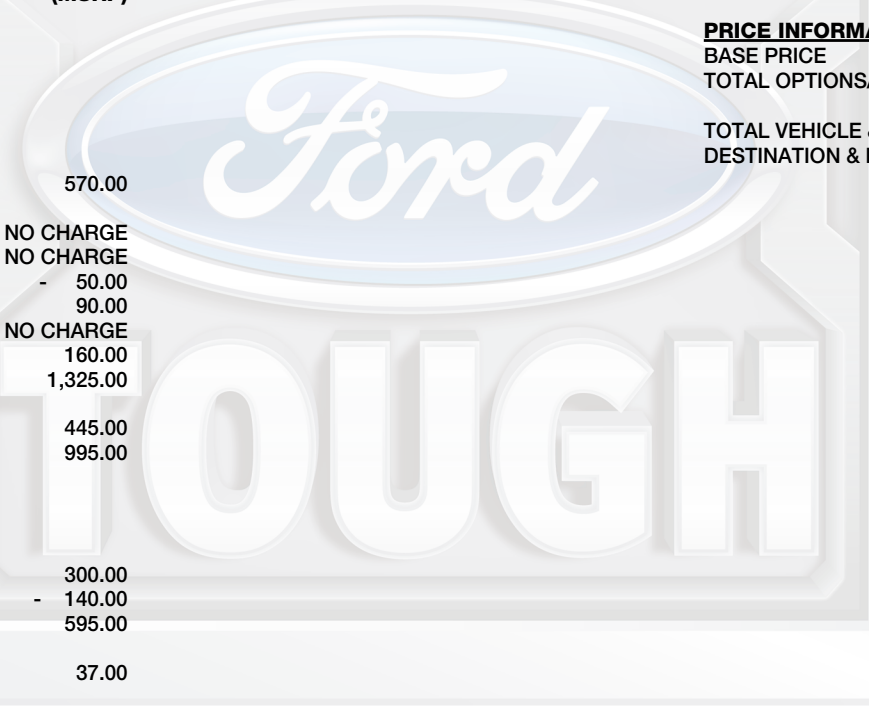 (MSRP)
PRICE INFORMA
BASE PRICE
TOTAL OPTIONS
TOTAL VEHICLE &
DESTINATION &
570.00
NO CHARGE
NO CHARGE
- 50.00
90.00
NO CHARGE
160.00
1,325.00
445.00
995.00
300.00
- 140.00
595.00
37.00
Ford
TOUGH